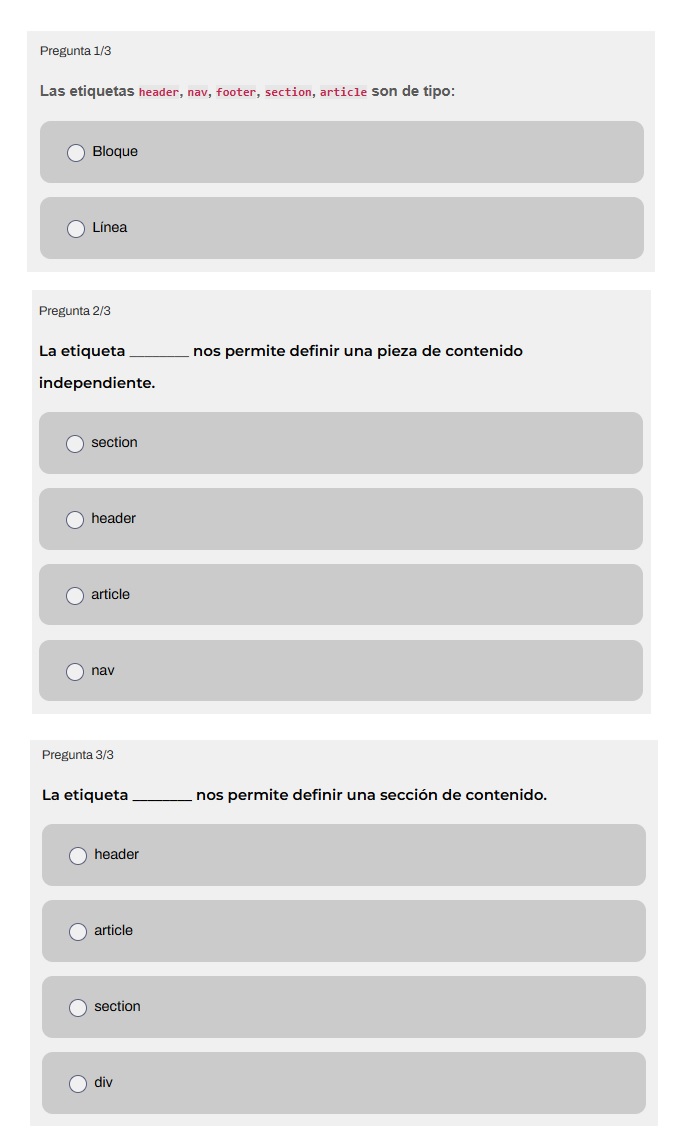 Pregunta 1/3
Las etiquetas header, nav, footer, section, article son de tipo:
Bloque
Línea
Pregunta 2/3
La etiqueta ________ nos permite definir una pieza de contenido
independiente.
section
header
article
nav
Pregunta 3/3
La etiqueta ________ nos permite definir una sección de contenido.
header
article
section
div